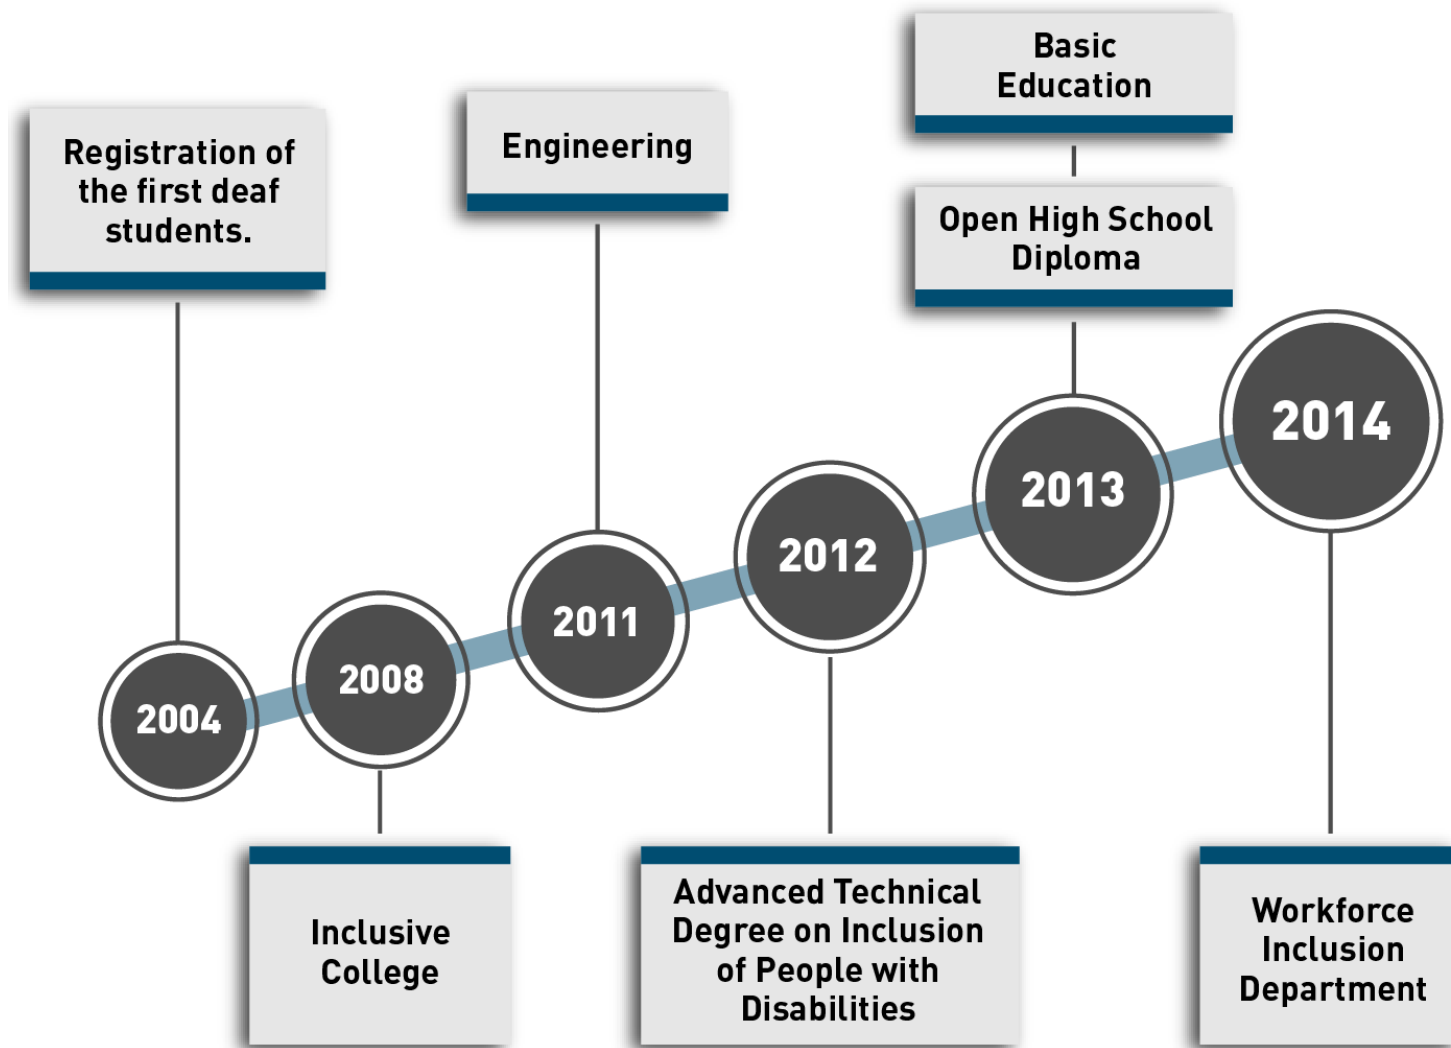 Registration of
the first deaf
students.
Engineering
Basic
Education
Open High School
Diploma
2004
2008
2011
2012
2013
2014
Inclusive
College
Advanced Technical
Degree on Inclusion
of People with
Disabilities
Workforce
Inclusion
Department